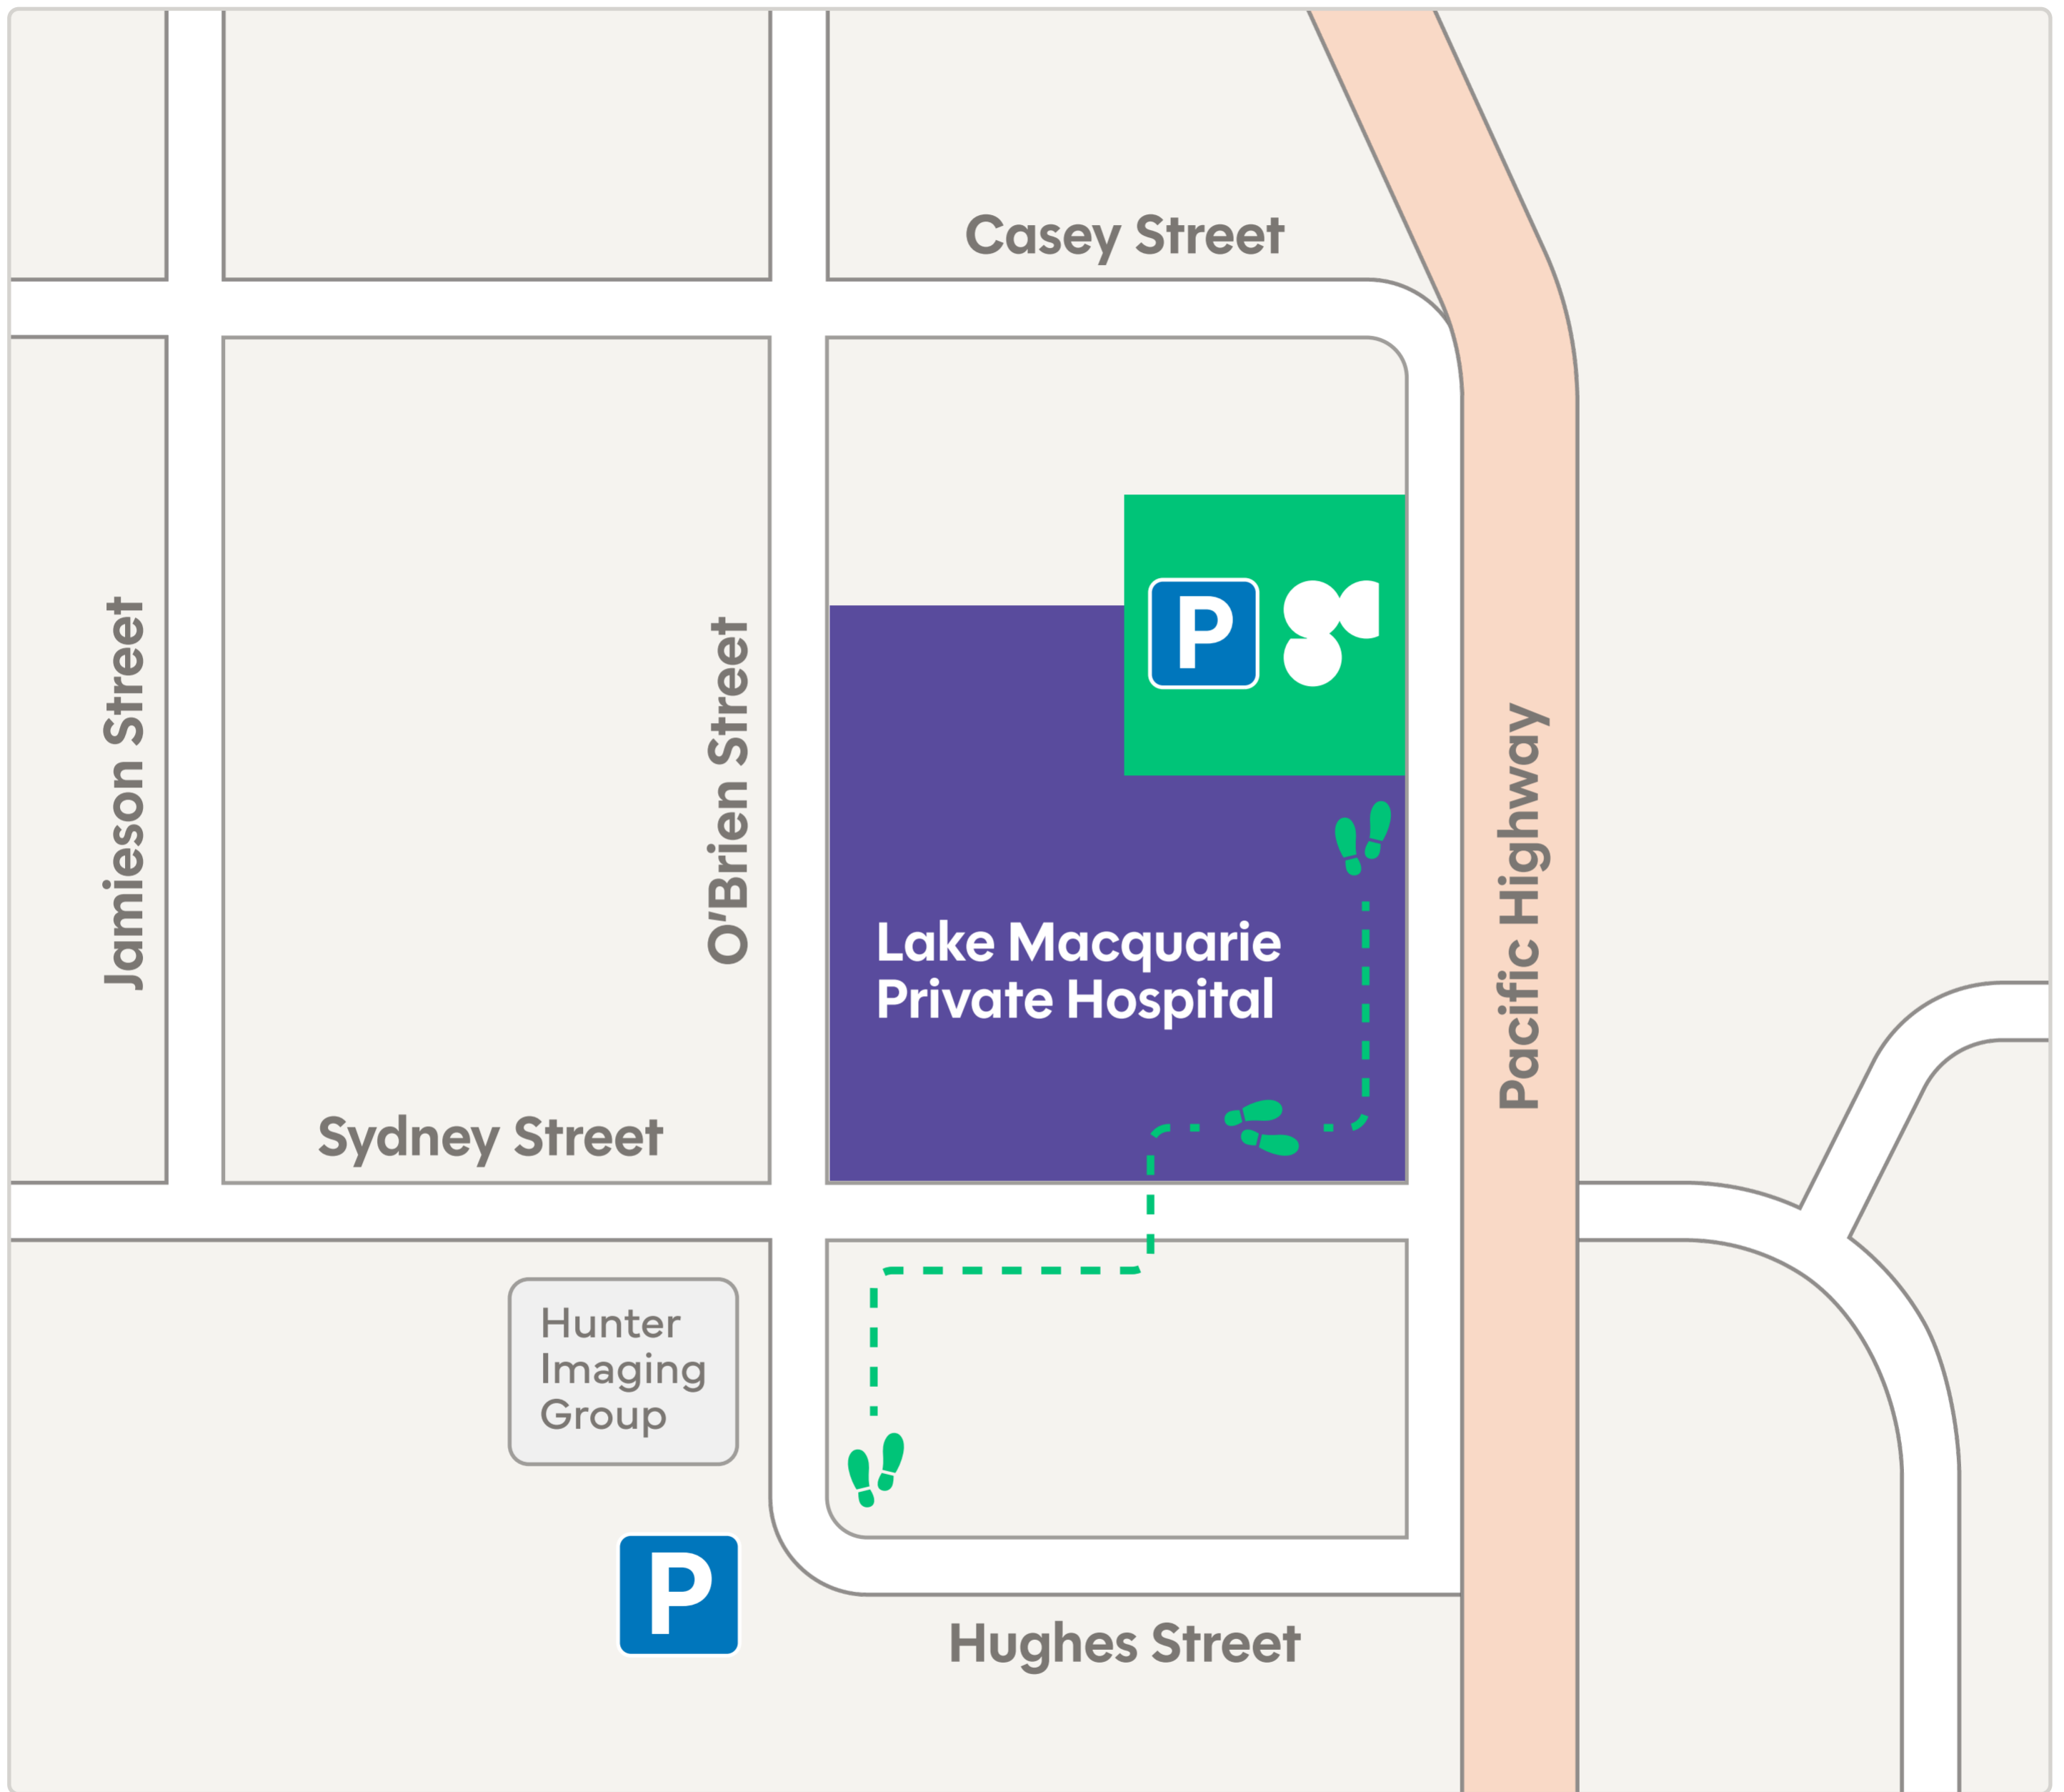 Casey Street
P
Jamieson Street
O'Brien Street
Pacific Highway
Lake Macquarie
Private Hospital
Sydney Street
Hunter
Imaging
Group
P
Hughes Street